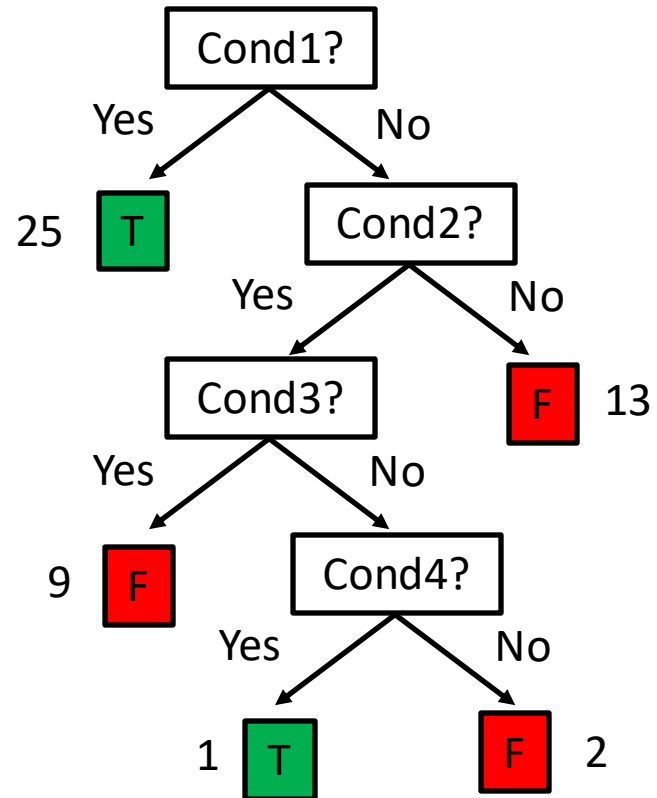 Cond1?
Yes
No
25
T
Cond2?
Yes
No
Cond3?
F
13
Yes
No
9
F
Cond4?
Yes
No
1
T
F
2